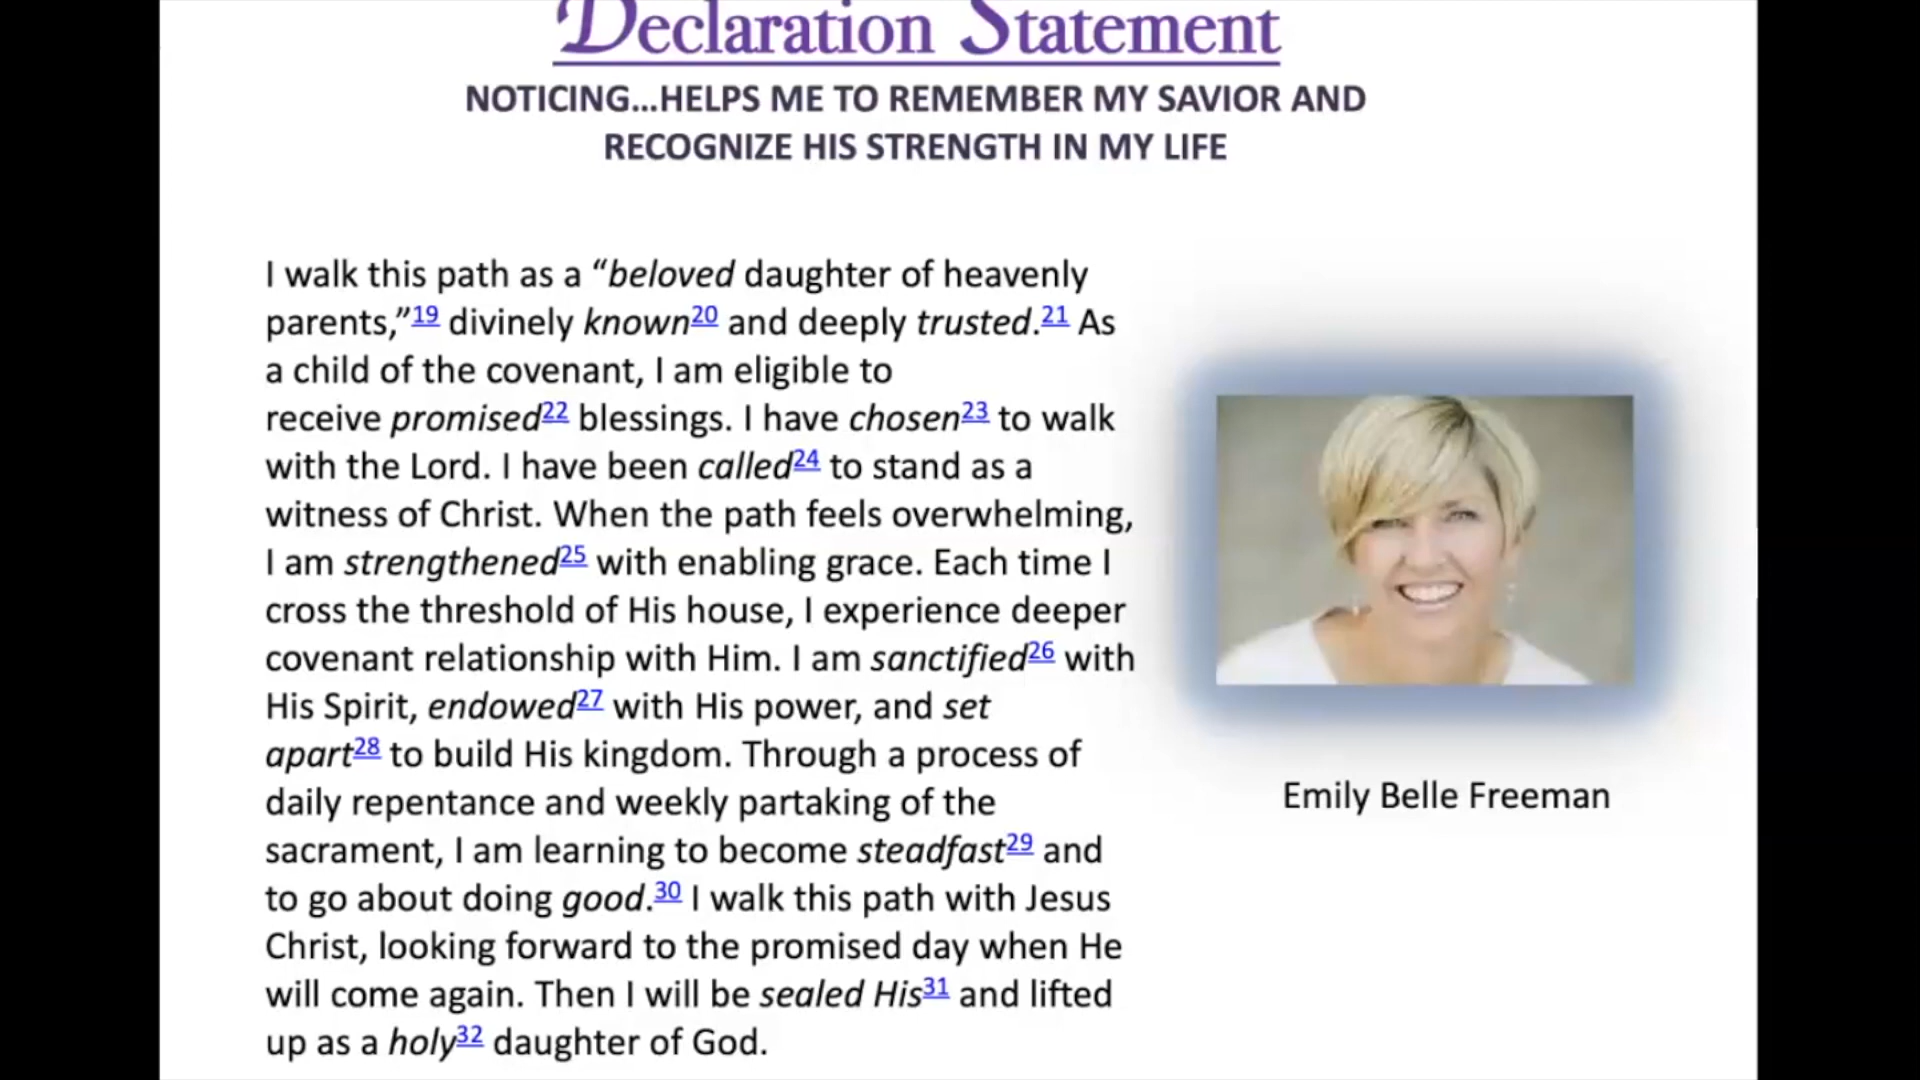 Declaration Statement
NOTICING...HELPS ME TO REMEMBER MY SAVIOR AND
RECOGNIZE HIS STRENGTH IN MY LIFE
I walk this path as a “beloved daughter of heavenly
parents,”19 divinely known20 and deeply trusted.21 As
a child of the covenant, I am eligible to
receive promised22 blessings. I have chosen23 to walk
with the Lord. I have been called24 to stand as a
witness of Christ. When the path feels overwhelming,
I am strengthened25 with enabling grace. Each time I
cross the threshold of His house, I experience deeper
covenant relationship with Him. I am sanctified26 with
His Spirit, endowed27 with His power, and set
apart28 to build His kingdom. Through a process of
daily repentance and weekly partaking of the
sacrament, I am learning to become steadfast29 and
to go about doing good.30 I walk this path with Jesus
Christ, looking forward to the promised day when He
will come again. Then I will be sealed His31 and lifted
up as a holy32 daughter of God.
Emily Belle Freeman